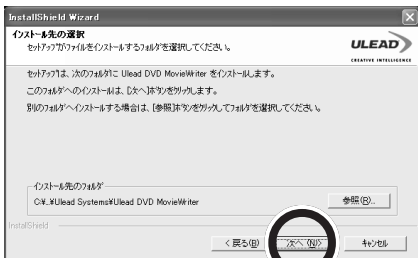 InstallShield Wizard
インストール先の選択
セットアップがファイルをインストールするフォルダを選択してください。
ULEAD
CREATIVE INTELLIGENCE
セットアップは、次のフォルダに Ulead DVD MovieWriter をインストールします。
このフォルダへのインストールは、[次へ]ボタンをクリックします。
別のフォルダへインストールする場合は、[参照]ボタンをクリックしてフォルダを選択してください。
インストール先のフォルダ
C:¥..¥Ulead Systems¥Ulead DVD MovieWriter
参照(R)...
InstallShield
< 戻る(B)
次へ (N)>
キャンセル